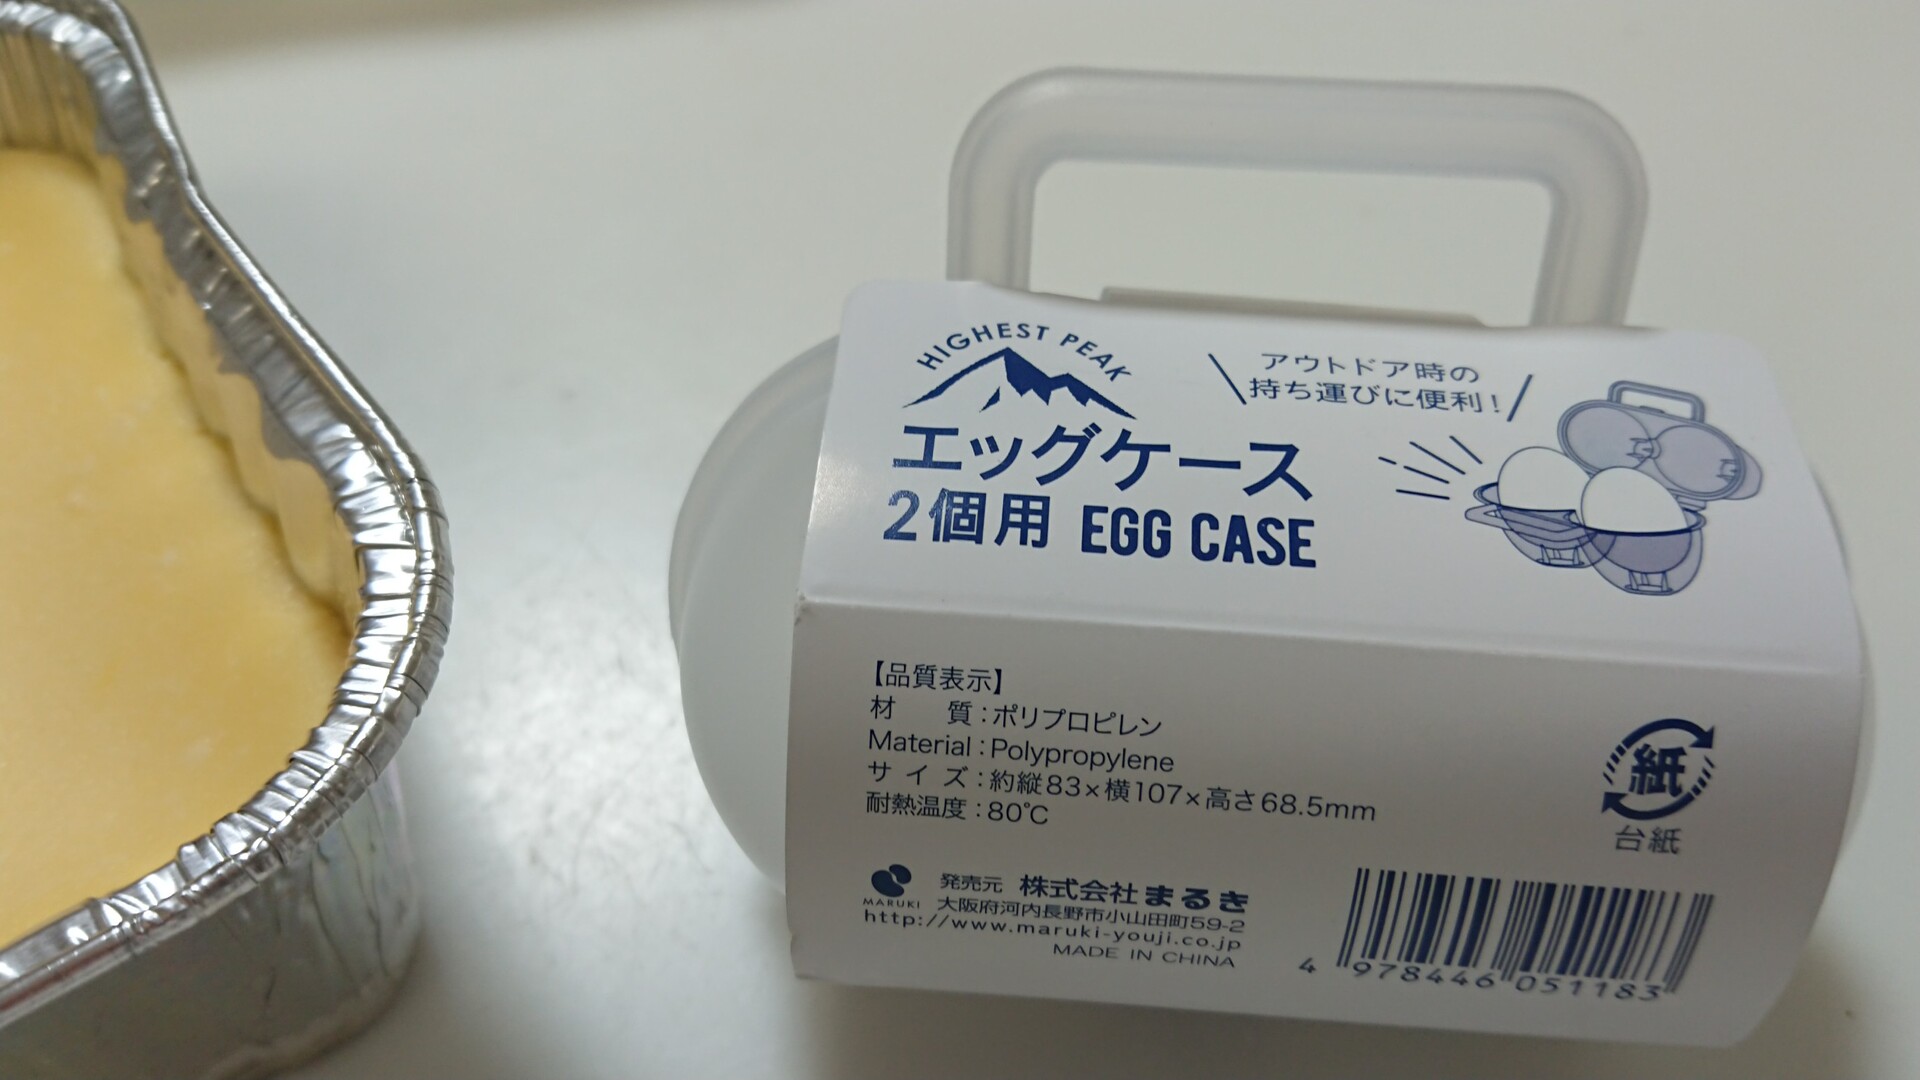 HIGHEST PEAK
アウトドア時の
持ち運びに便利!
エッグケース
2個用 EGG CASE
【品質表示】
材 質:ポリプロピレン
Material:Polypropylene
サイズ:約縦83×横107×高さ68.5mm
耐熱温度:80℃
紙
台紙
MARUKI
発売元 株式会社まるき
大阪府河内長野市小山田町59-2
http://www.maruki-youji.co.jp
MADE IN CHINA
4 978446 051183